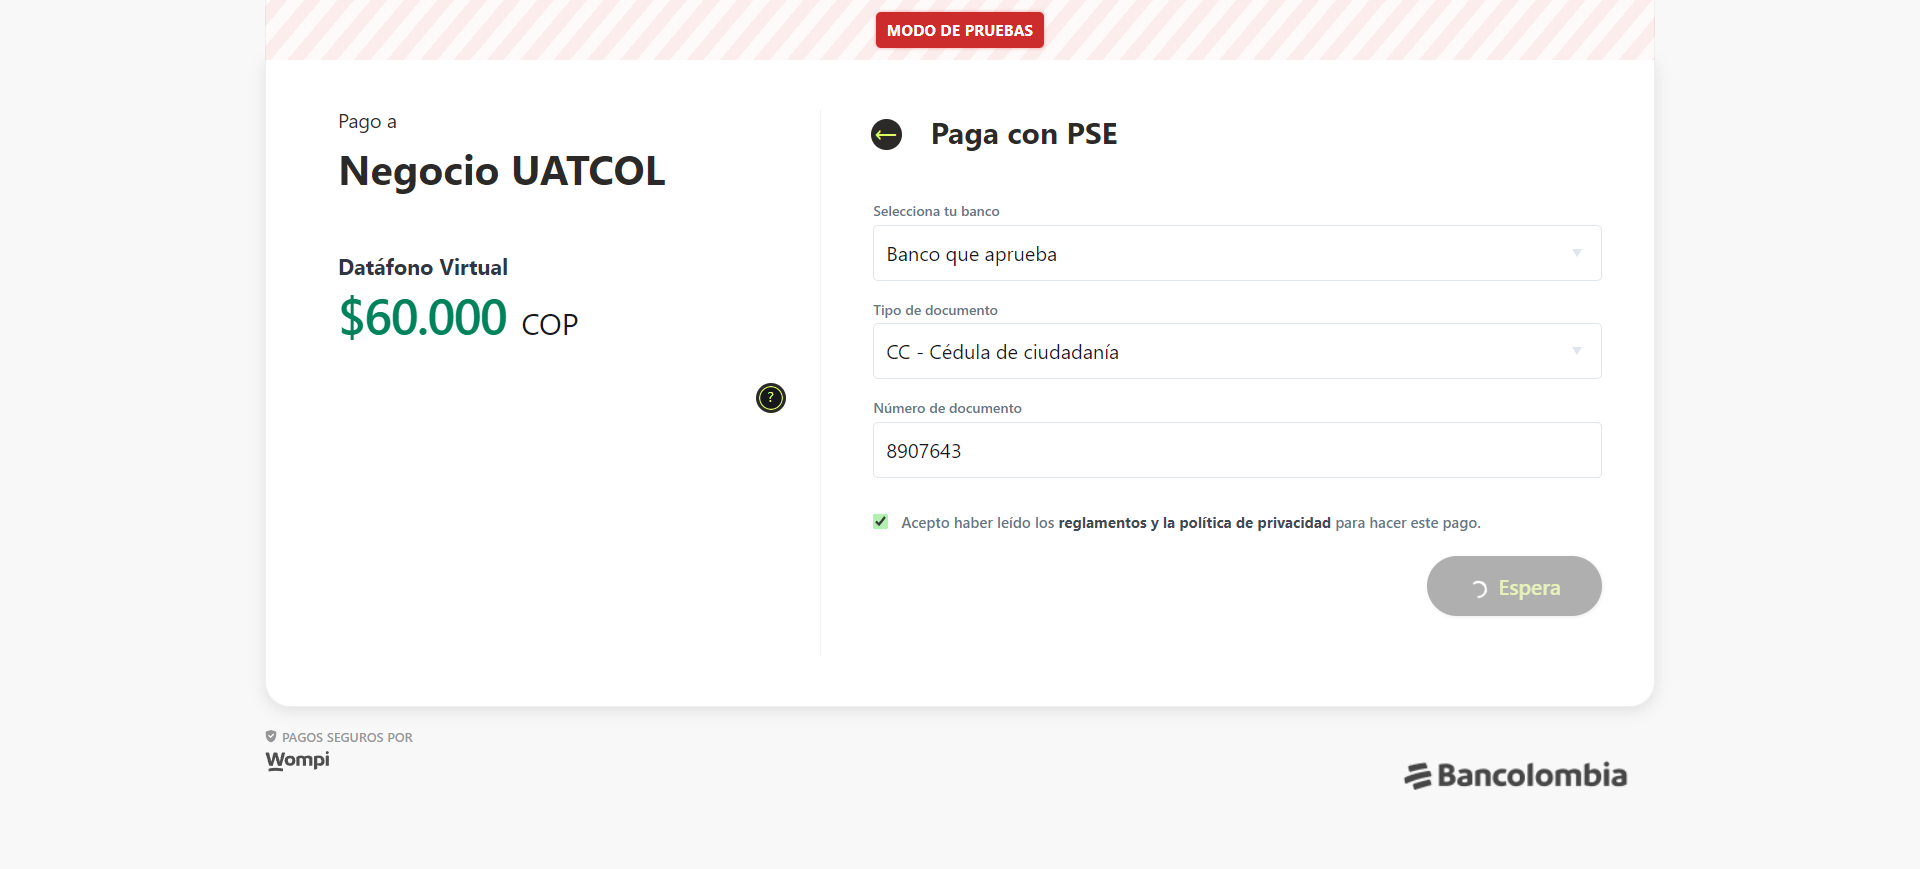 MODO DE PRUEBAS
Pago a
Negocio UATCOL
Datáfono Virtual
$60.000 COP
?
Paga con PSE
Selecciona tu banco
Banco que aprueba
Tipo de documento
CC - Cédula de ciudadanía
Número de documento
8907643
Acepto haber leído los reglamentos y la política de privacidad para hacer este pago.
Espera
PAGOS SEGUROS POR
Wompi
Bancolombia